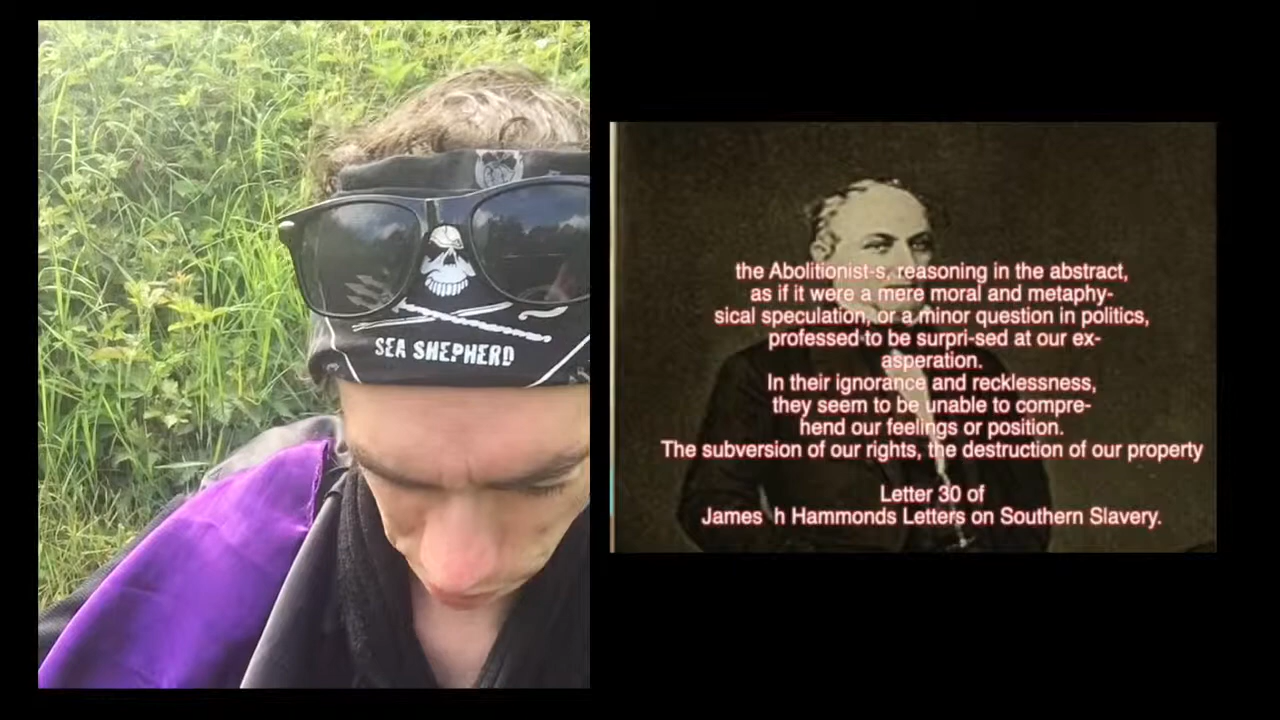 SEA SHEPHERD
the Abolitionist-s, reasoning in the abstract,
as if it were a mere moral and metaphy-
sical speculation, or a minor question in politics,
professed to be surpri-sed at our ex-
asperation.
In their ignorance and recklessness,
they seem to be unable to compre-
hend our feelings or position.
The subversion of our rights, the destruction of our property
Letter 30 of
James h Hammonds Letters on Southern Slavery.